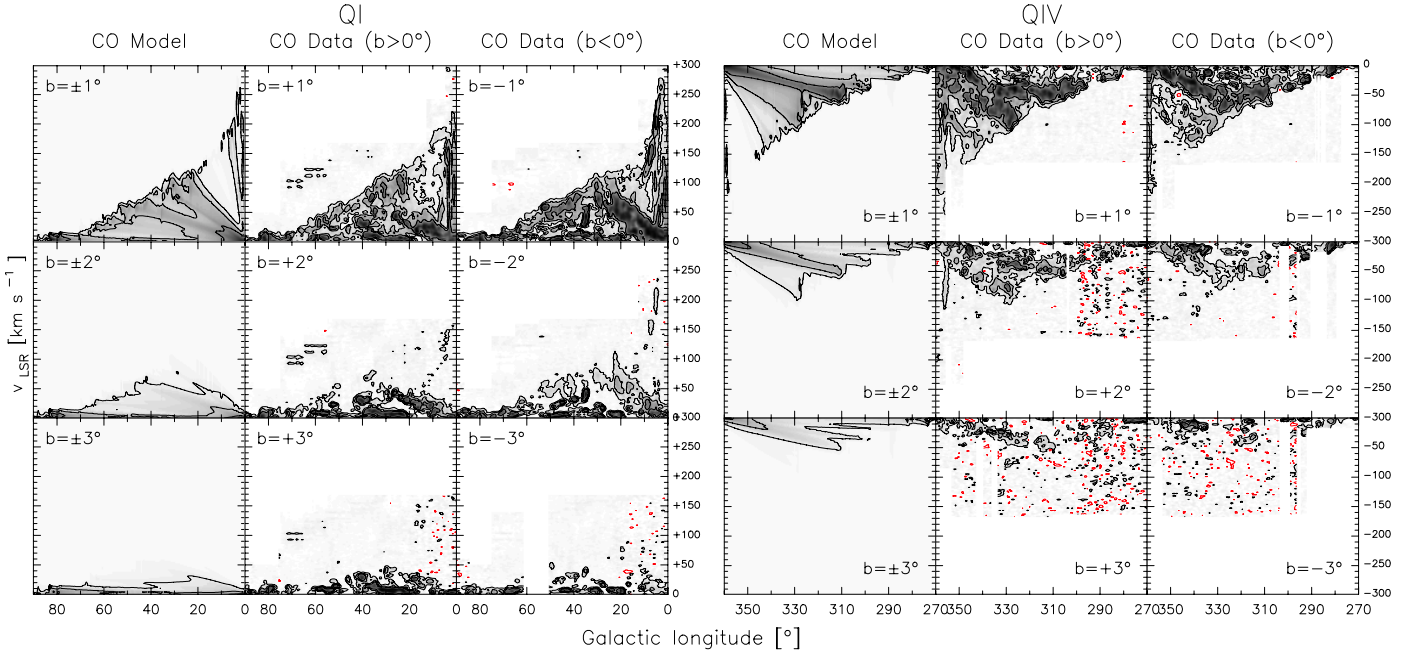 QI QIV
CO Model CO Data (b>0°) CO Data (b<0°) CO Model CO Data (b>0°) CO Data (b<0°)
b=±1° b=+1° b=−1° +300 0
+250 −50
+200 −100
+150 −150
+100 −200
+50 b=±1° b=+1° b=−1° −250
0 −300
b=±2° b=+2° b=−2° +250 −50
+200 −100
+150 −150
+100 −200
+50 b=±2° b=+2° b=−2° −250
0 −300
b=±3° b=+3° b=−3° +250 −50
+200 −100
+150 −150
+100 −200
+50 b=±3° b=+3° b=−3° −250
0 −300
80 60 40 20 0 80 60 40 20 0 80 60 40 20 0 350 330 310 290 270 350 330 310 290 270 350 330 310 290 270
v LSR [km s −1]
Galactic longitude [°]